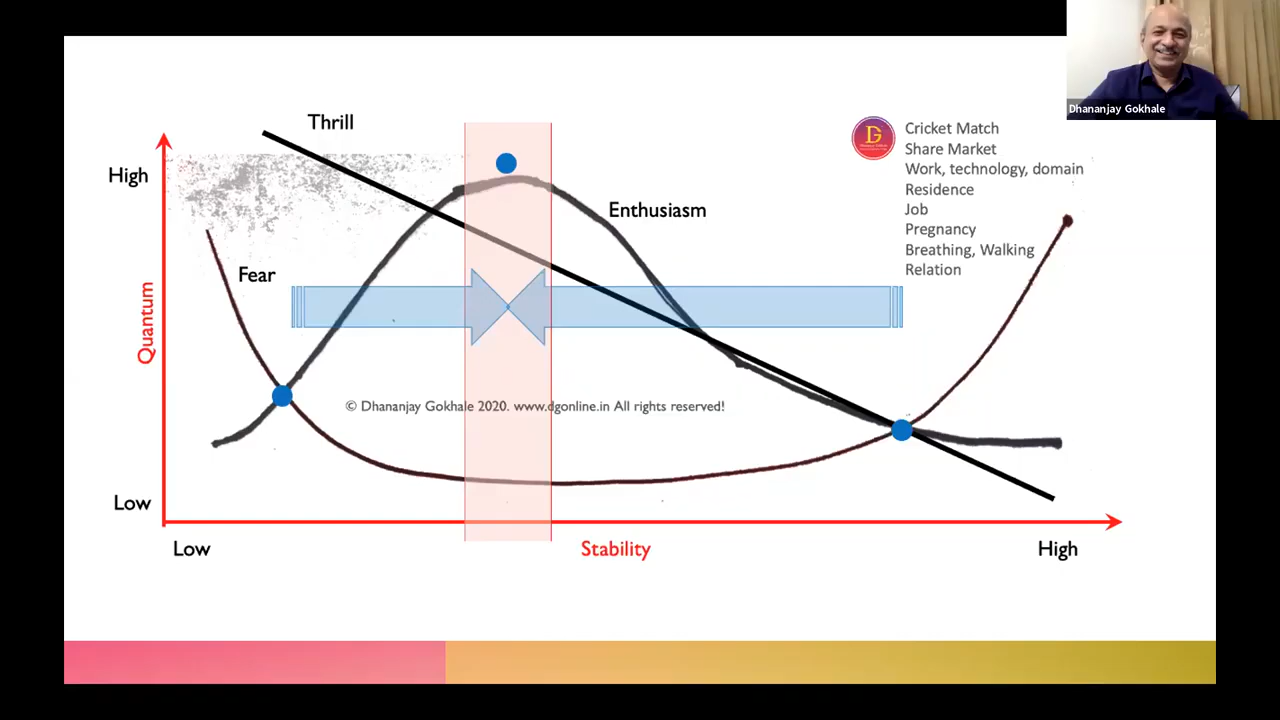 Dhananjay Gokhale
Thrill
High
Enthusiasm
Fear
Quantum
Low
Low
Stability
High
DG
Cricket Match
Share Market
Work, technology, domain
Residence
Job
Pregnancy
Breathing, Walking
Relation
© Dhananjay Gokhale 2020. www.dgonline.in All rights reserved!